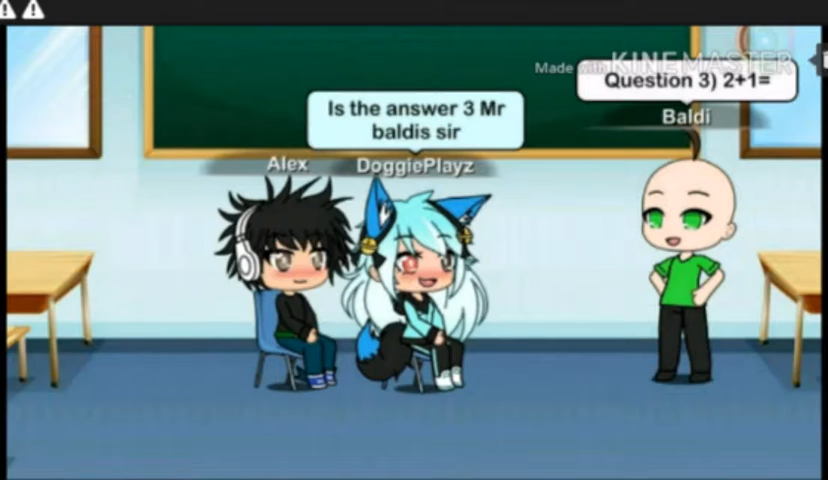 Made with KINEMASTER
Question 3) 2+1=
Is the answer 3 Mr
baldis sir
Baldi
Alex
DoggiePlayz